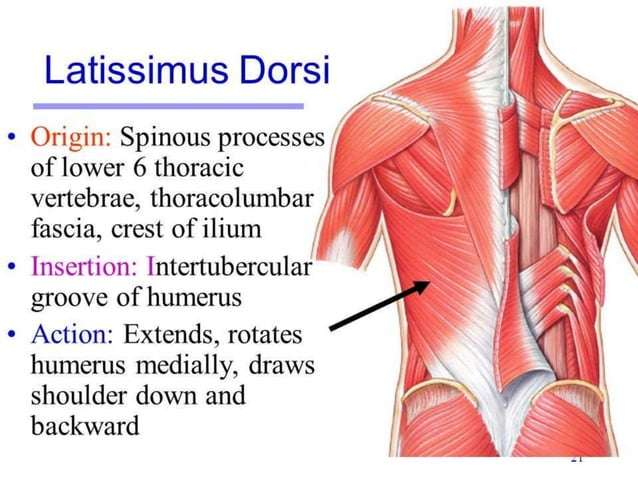 Latissimus Dorsi
• Origin: Spinous processes
of lower 6 thoracic
vertebrae, thoracolumbar
fascia, crest of ilium
• Insertion: Intertubercular
groove of humerus
• Action: Extends, rotates
humerus medially, draws
shoulder down and
backward
21